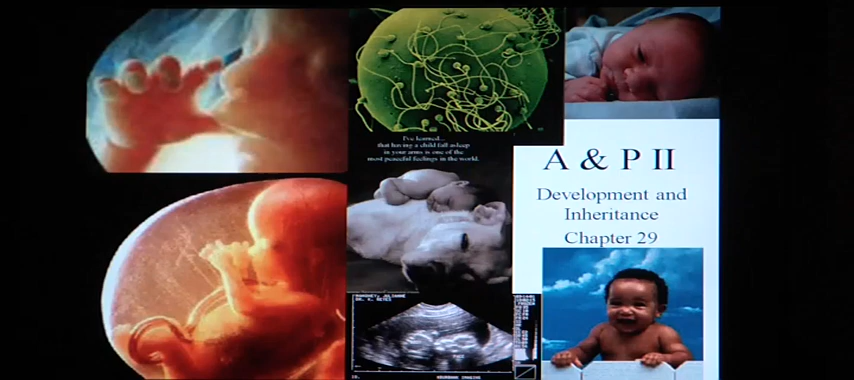 I've learned....
that having a child fall asleep
in your arms is one of the
most peaceful feelings in the world.
A & P II
Development and
Inheritance
Chapter 29